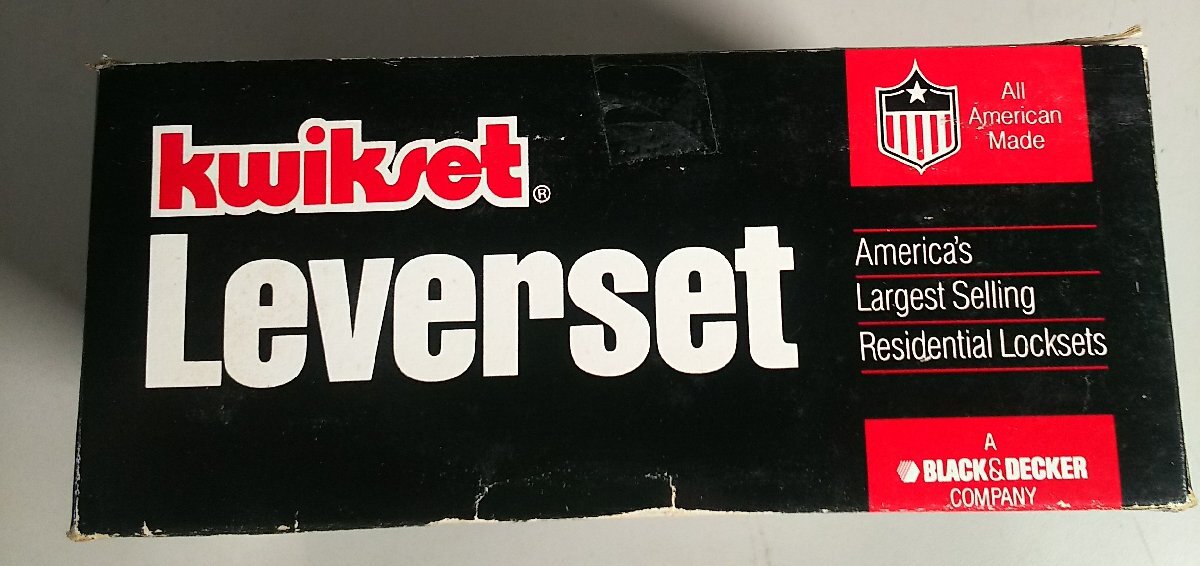 kwikset®
Leverset
All
American
Made
America's
Largest Selling
Residential Locksets
A
BLACK&DECKER
COMPANY